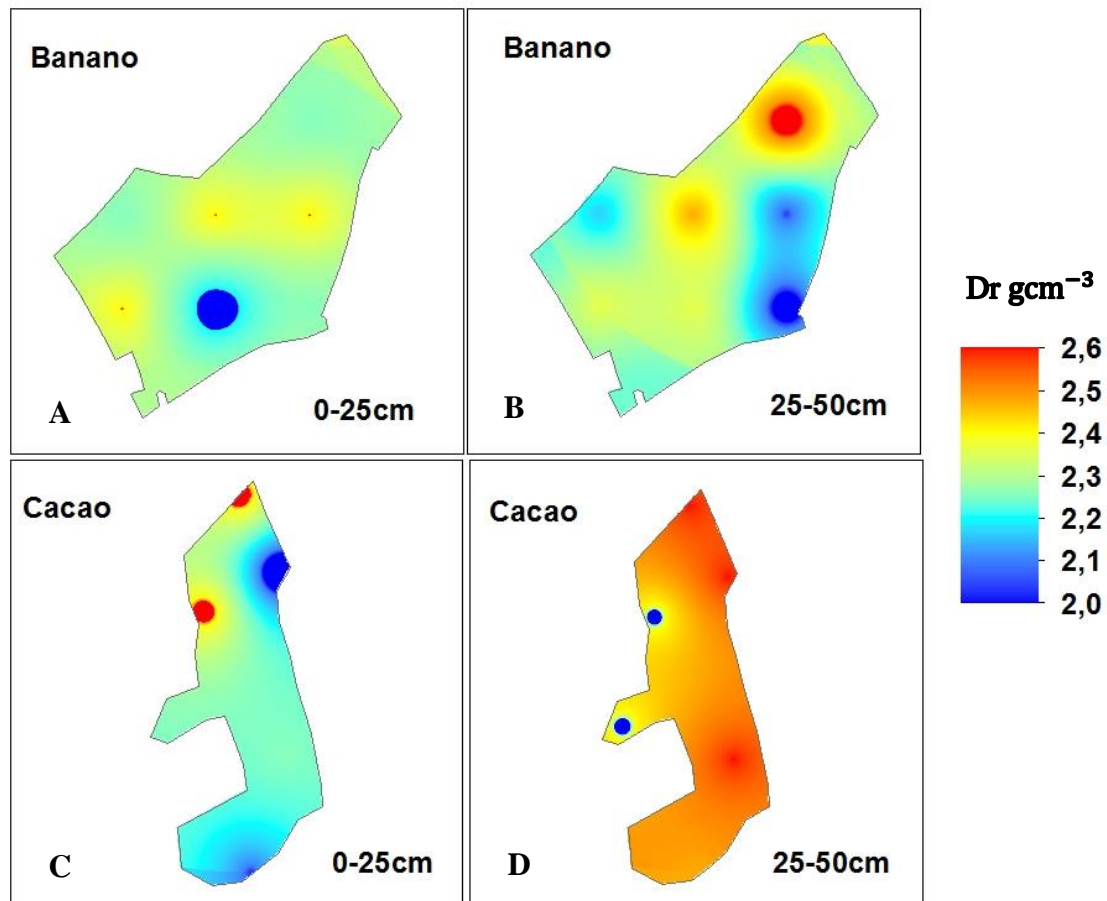 Banano
A
0-25cm
Banano
B
25-50cm
Cacao
C
0-25cm
Cacao
D
25-50cm
Dr gcm⁻³
2,6
2,5
2,4
2,3
2,2
2,1
2,0